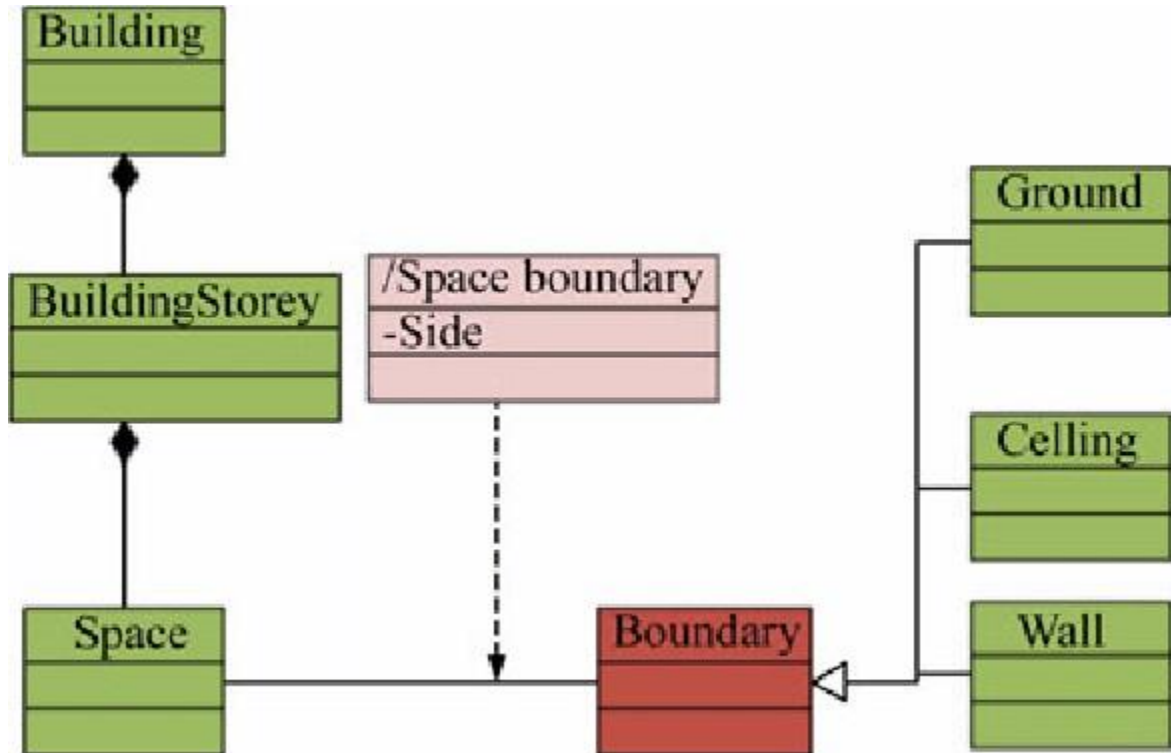 Building
BuildingStorey
/Space boundary
-Side
Space
Boundary
Ground
Celling
Wall